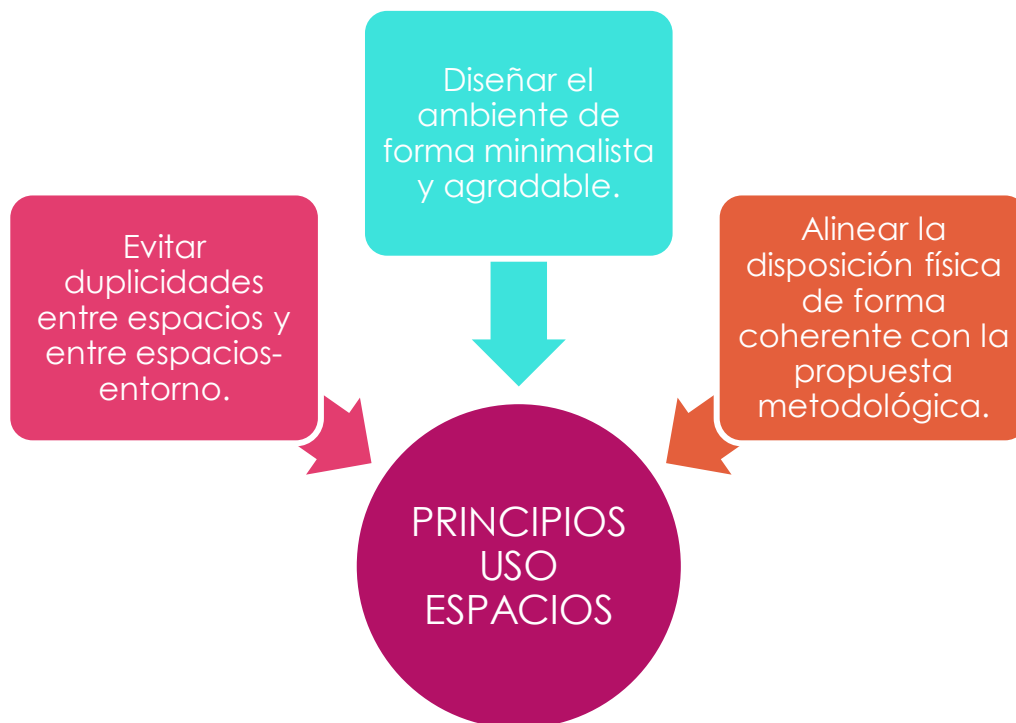 Diseñar el
ambiente de
forma minimalista
y agradable.
Evitar
duplicidades
entre espacios y
entre espacios-
entorno.
Alinear la
disposición física
de forma
coherente con la
propuesta
metodológica.
PRINCIPIOS
USO
ESPACIOS